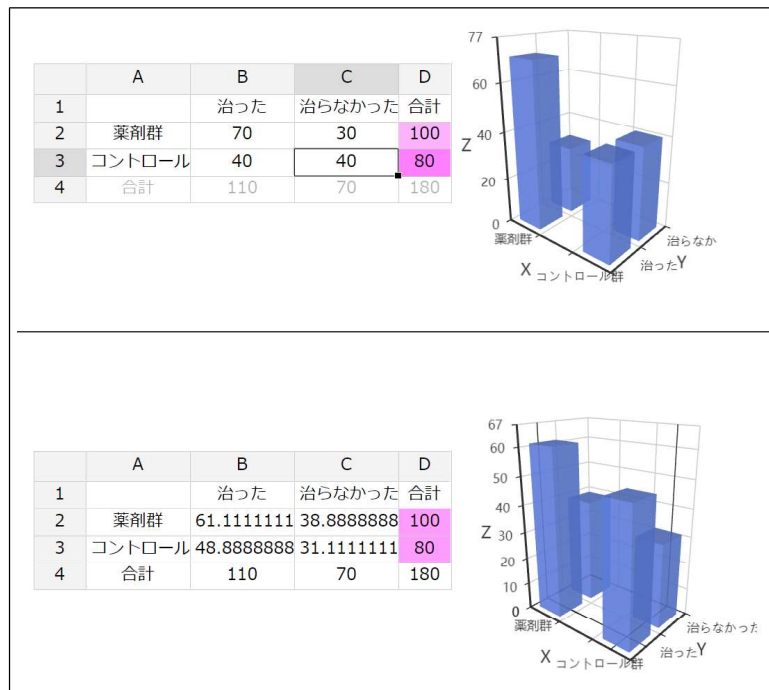 A B C D
1 治った 治らなかった 合計
2 薬剤群 70 30 100
3 コントロール 40 40 80
4 合計 110 70 180
77
60
40
20
0
Z
薬剤群
X
コントロール群
治った
Y
治らなか
A B C D
1 治った 治らなかった 合計
2 薬剤群 61.1111111 38.8888888 100
3 コントロール 48.8888888 31.1111111 80
4 合計 110 70 180
67
60
50
40
30
20
10
0
Z
薬剤群
X
コントロール群
治った
Y
治らなかった